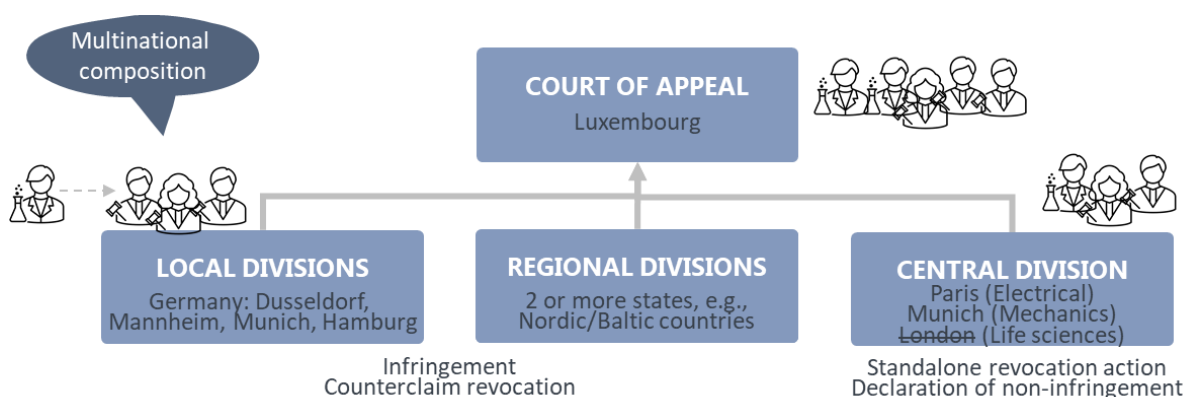 Multinational
composition
COURT OF APPEAL
Luxembourg
LOCAL DIVISIONS
Germany: Dusseldorf,
Mannheim, Munich, Hamburg
REGIONAL DIVISIONS
2 or more states, e.g.,
Nordic/Baltic countries
CENTRAL DIVISION
Paris (Electrical)
Munich (Mechanics)
London (Life sciences)
Infringement
Counterclaim revocation
Standalone revocation action
Declaration of non-infringement